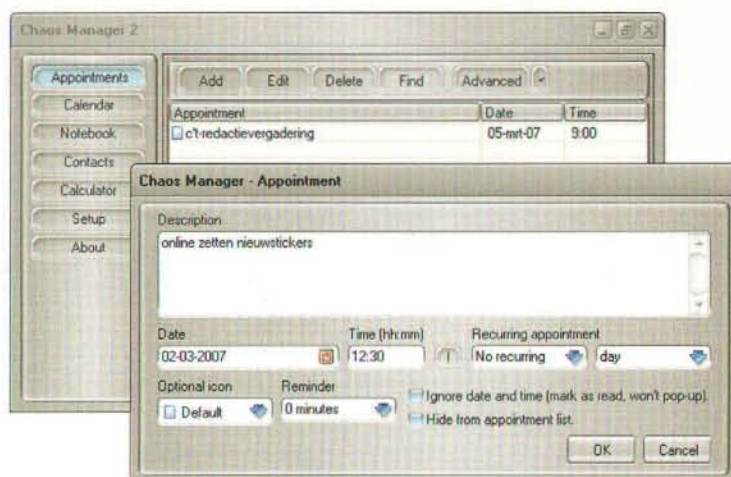 Chaos Manager 2
Appointments
Calendar
Notebook
Contacts
Calculator
Setup
About
Add Edit Delete Find Advanced
Appointment Date Time
c't-redactievergadering 05-mrt-07 9:00
Chaos Manager - Appointment
Description
online zetten nieuwstickers
Date Time (hh:mm) Recurring appointment
02-03-2007 12:30 No recurring day
Optional icon Reminder
Default 0 minutes
Ignore date and time (mark as read, won't pop-up)
Hide from appointment list.
OK Cancel